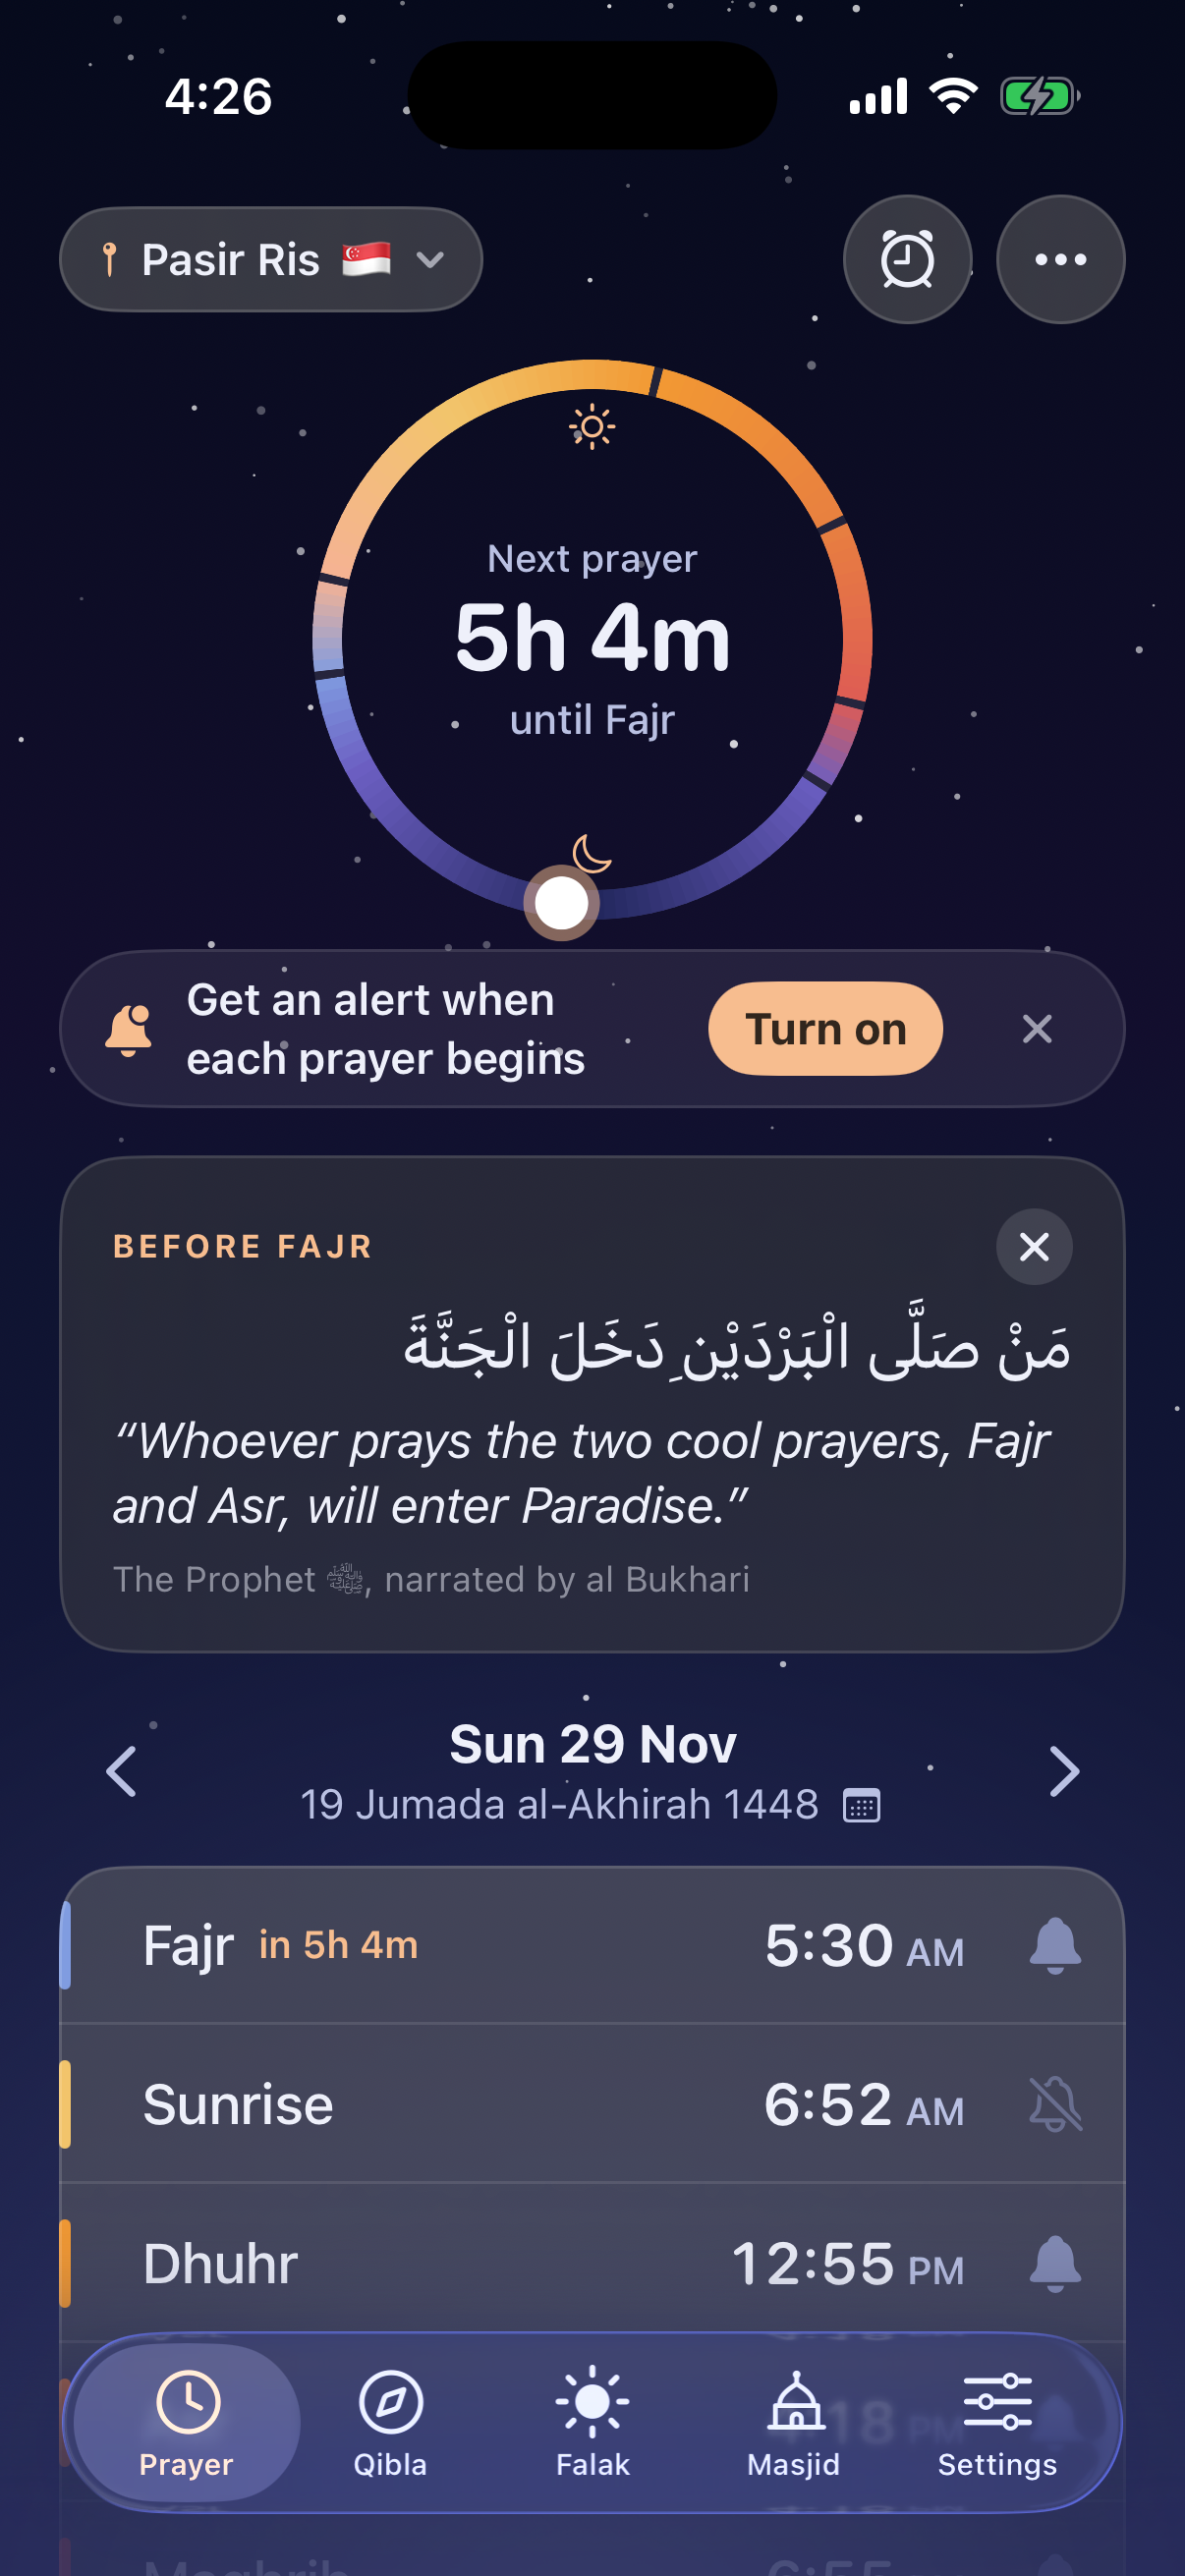 4:26
Pasir Ris
Next prayer
5h 4m
until Fajr
Get an alert when
each prayer begins
Turn on
BEFORE FAJR
مَنْ صَلَّى الْبَرْدَيْنِ دَخَلَ الْجَنَّةَ
“Whoever prays the two cool prayers, Fajr
and Asr, will enter Paradise.”
The Prophet ﷺ, narrated by al Bukhari
Sun 29 Nov
19 Jumada al-Akhirah 1448
Fajr in 5h 4m 5:30 AM
Sunrise 6:52 AM
Dhuhr 12:55 PM
Prayer Qibla Falak Masjid Settings